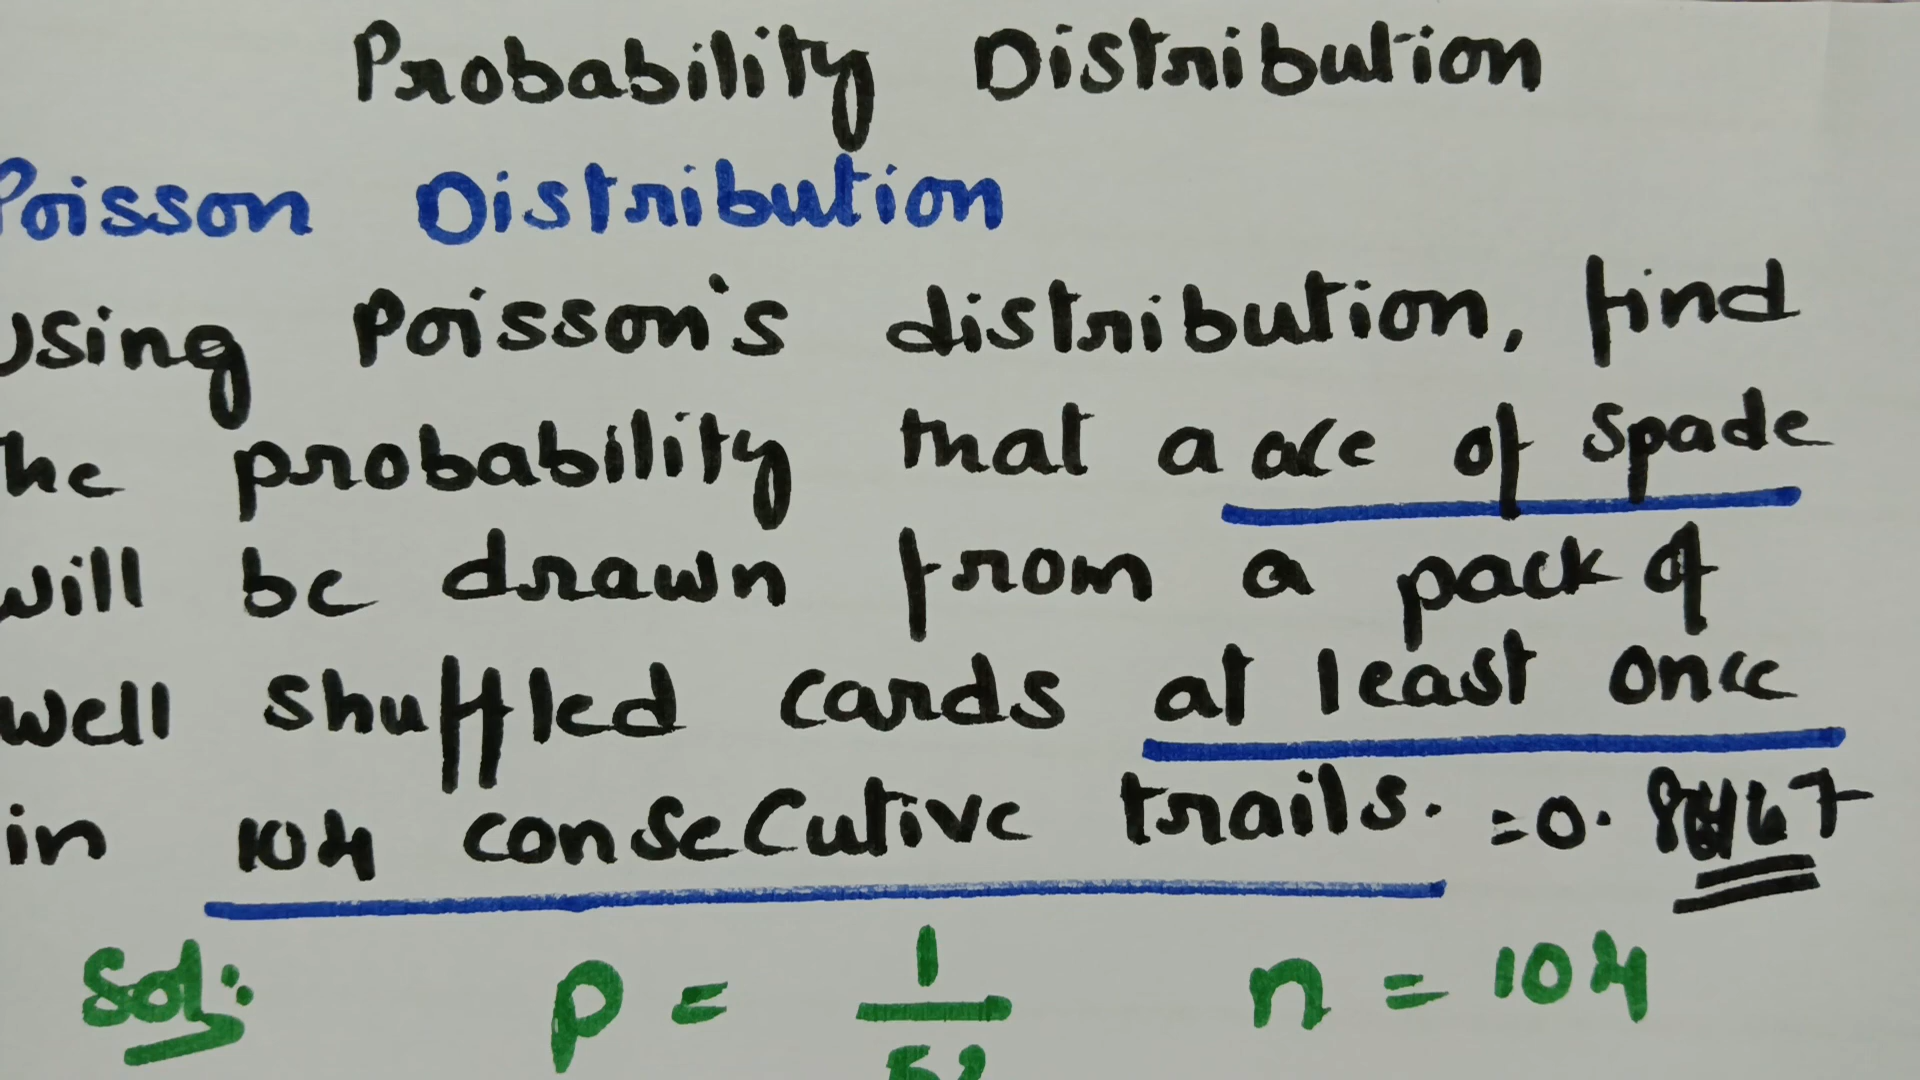 Probability Distribution
Poisson Distribution
Using Poisson's distribution, find
the probability that a ace of spade
will be drawn from a pack of
well shuffled cards at least once
in 104 consecutive trails. =0.
Sol: p = 1/52 n = 104